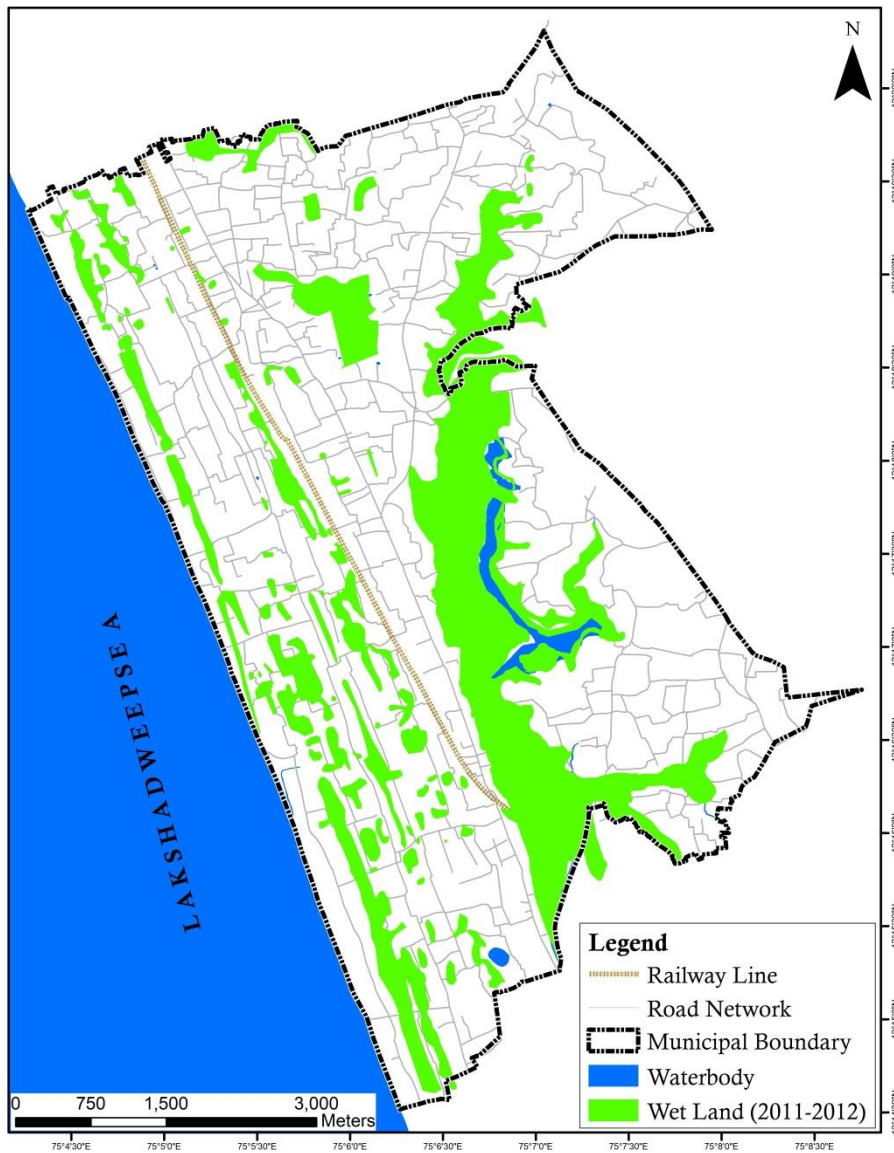 N
LAKSHADWEEPSEA
Legend
Railway Line
Road Network
Municipal Boundary
Waterbody
Wet Land (2011-2012)
0 750 1,500 3,000
Meters
75°4'30"E 75°5'0"E 75°5'30"E 75°6'0"E 75°6'30"E 75°7'0"E 75°7'30"E 75°8'0"E 75°8'30"E